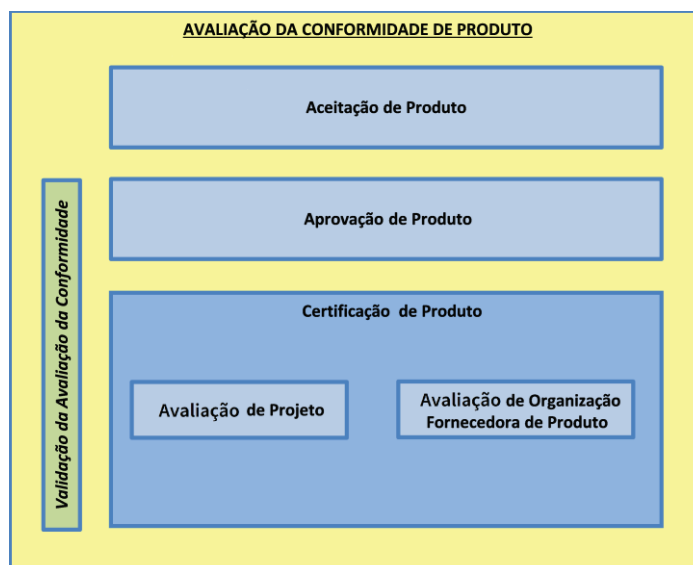 AVALIAÇÃO DA CONFORMIDADE DE PRODUTO
Aceitação de Produto
Aprovação de Produto
Validação da Avaliação da Conformidade
Certificação de Produto
Avaliação de Projeto
Avaliação de Organização
Fornecedora de Produto